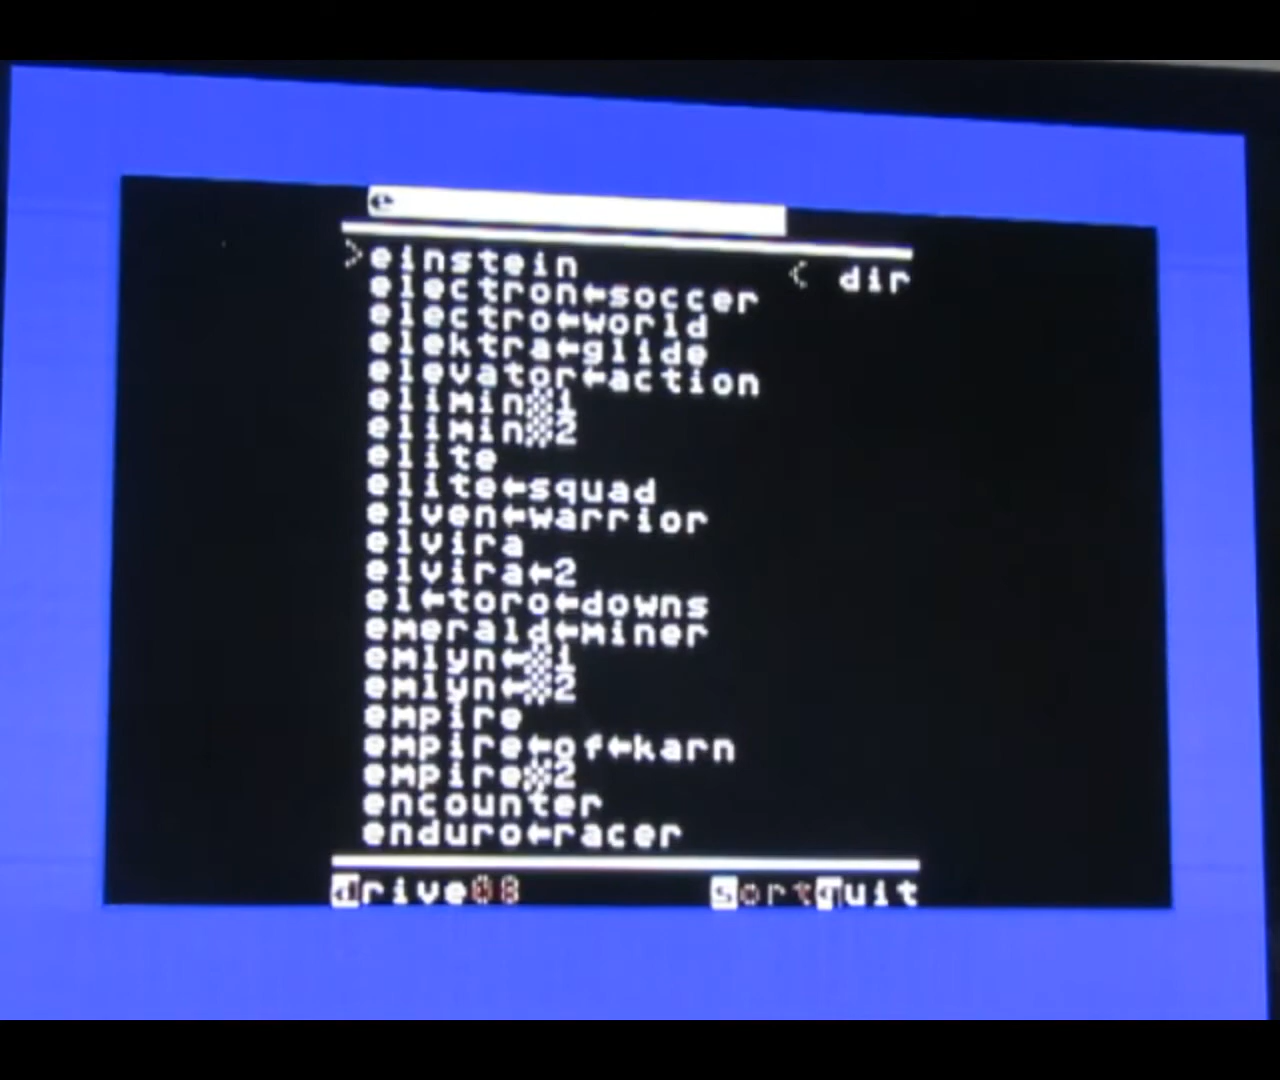 e
>einstein < dir
electron←soccer
electro←world
elektra←glide
elevator←action
elimin▒1
elimin▒2
elite
elite←squad
elven←warrior
elvira
elvira←2
el←toro←downs
emerald←miner
emlyn←▒1
emlyn←▒2
empire
empire←of←karn
empire▒2
encounter
enduro←racer
drive08 sort quit